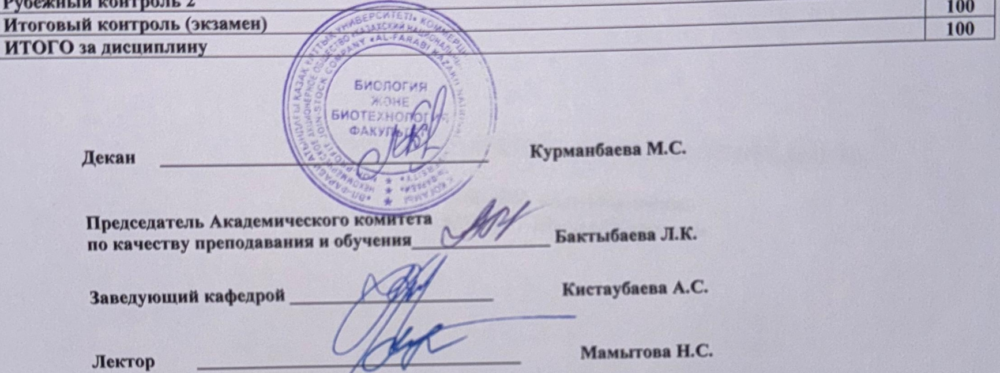 Рубежный контроль 2 100
Итоговый контроль (экзамен) 100
ИТОГО за дисциплину
БИОЛОГИЯ
ЖӘНЕ
БИОТЕХНОЛОГИЯ
ФАКУЛЬТЕТІ
Декан Курманбаева М.С.
Председатель Академического комитета
по качеству преподавания и обучения Бактыбаева Л.К.
Заведующий кафедрой Кистаубаева А.С.
Лектор Мамытова Н.С.